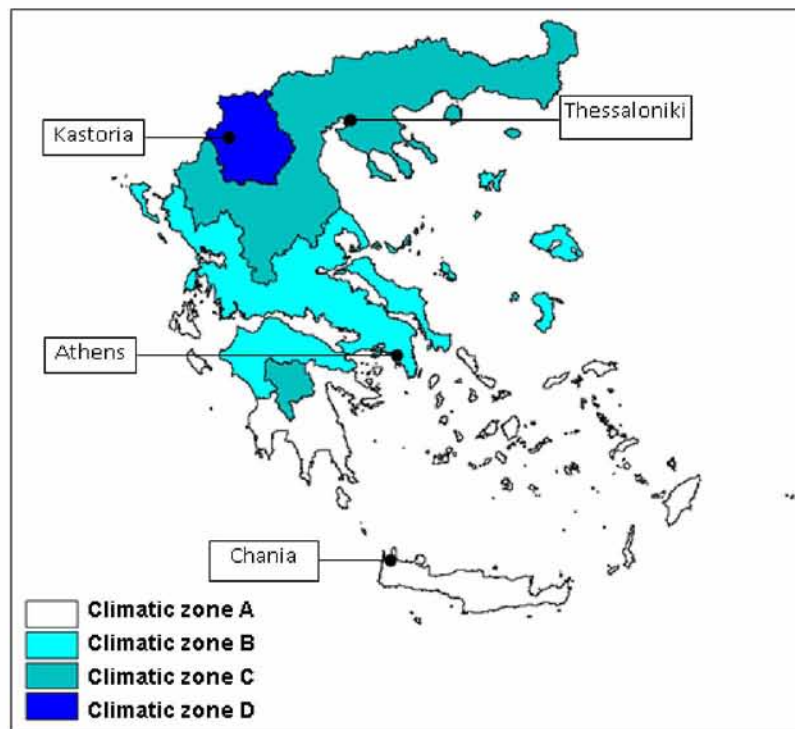 Thessaloniki
Kastoria
Athens
Chania
Climatic zone A
Climatic zone B
Climatic zone C
Climatic zone D